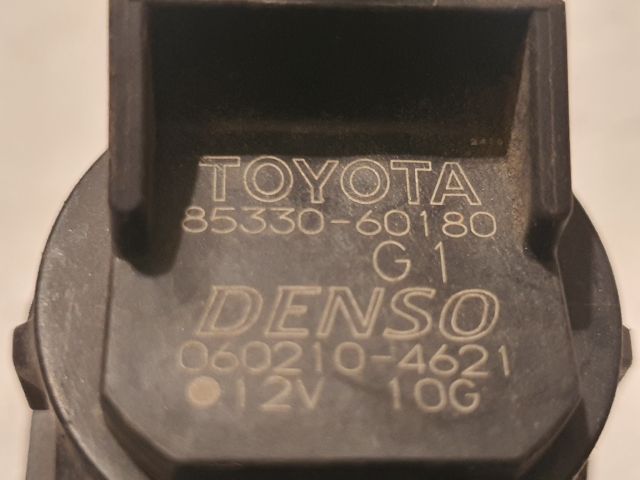 TOYOTA
85330-60180
G1
DENSO
060210-4621
12V 10G